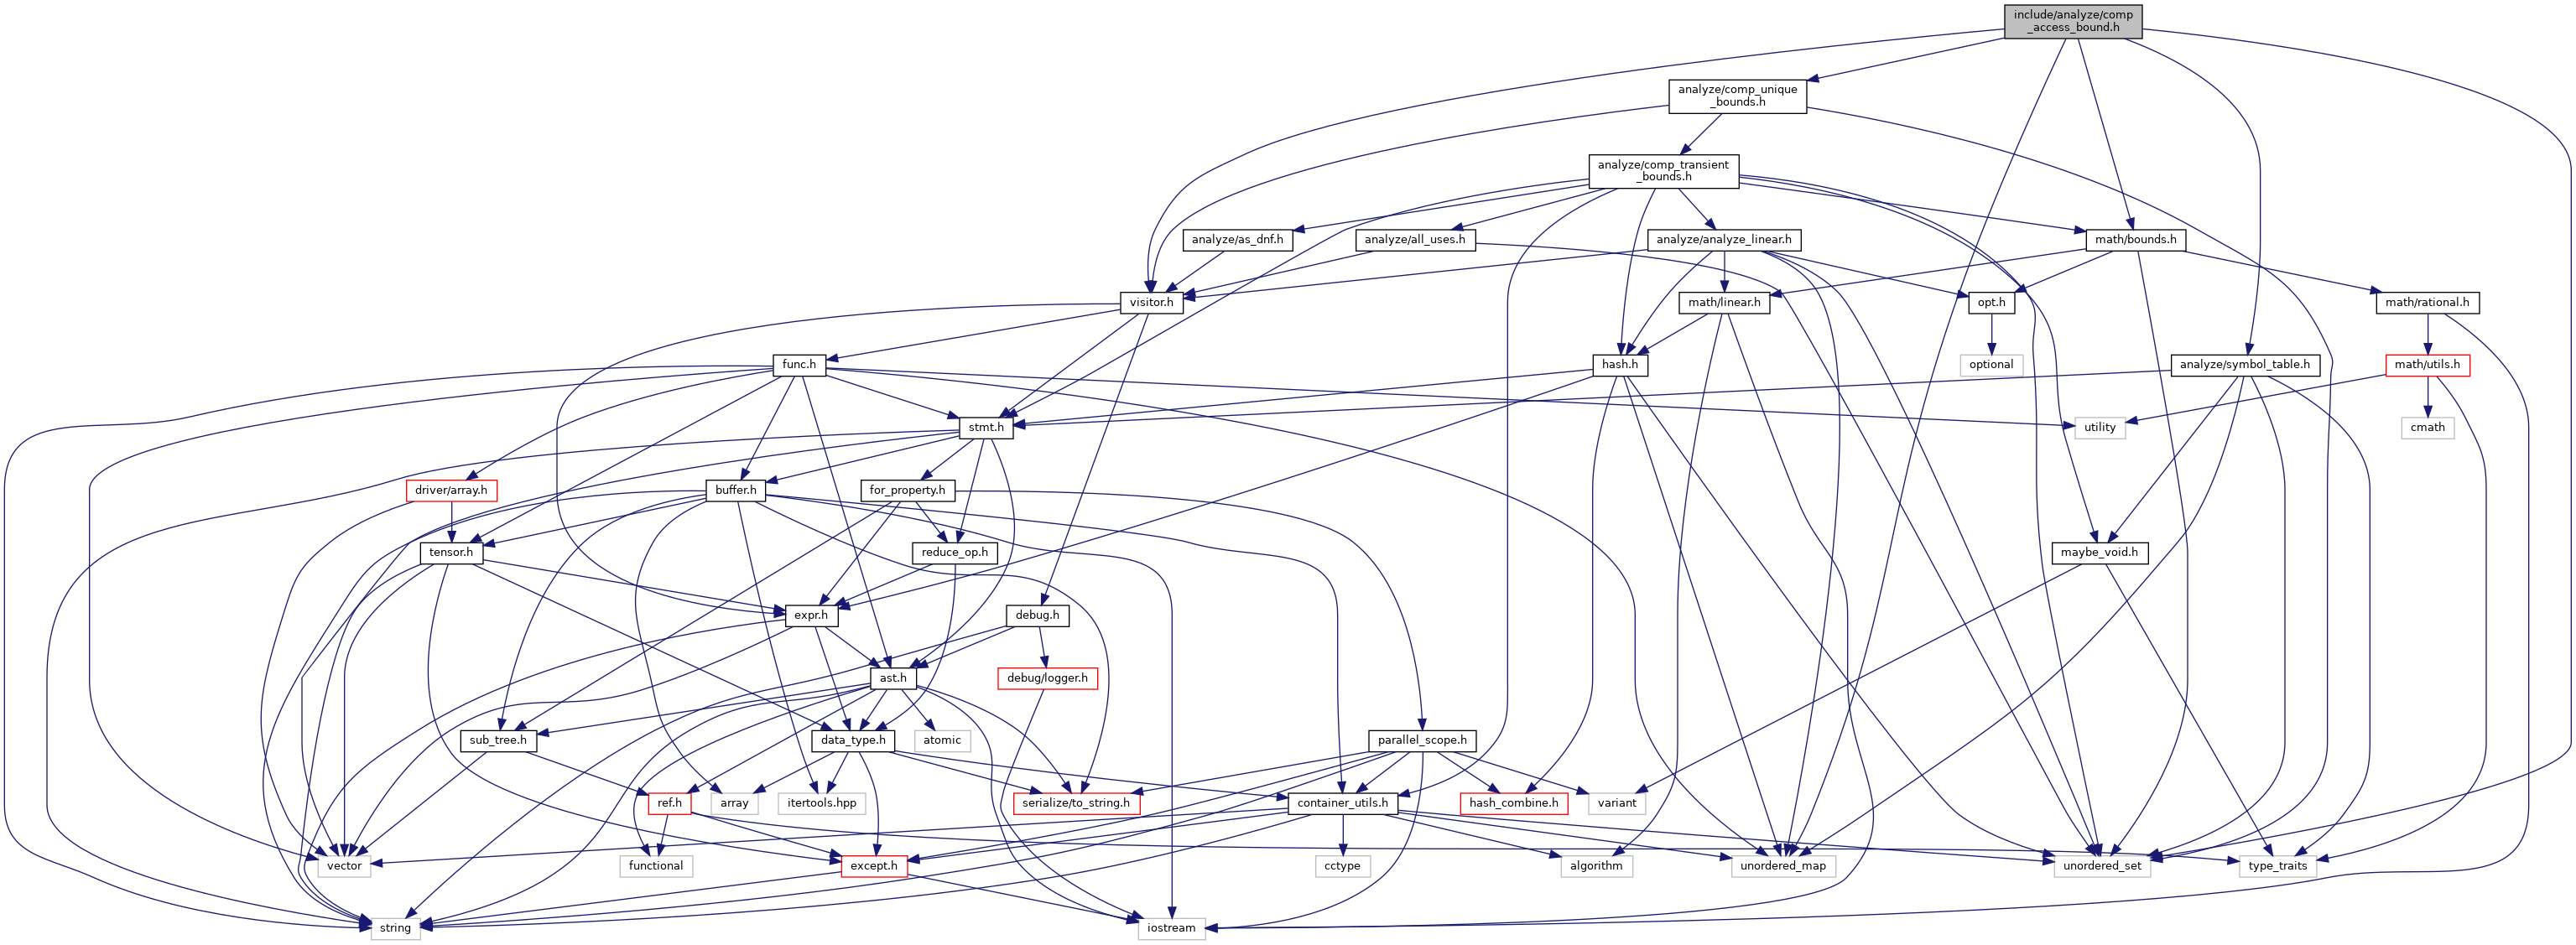 include/analyze/comp
_access_bound.h
analyze/comp_unique
_bounds.h
analyze/comp_transient
_bounds.h
analyze/as_dnf.h
analyze/all_uses.h
analyze/analyze_linear.h
math/bounds.h
visitor.h
math/linear.h
opt.h
math/rational.h
func.h
hash.h
optional
analyze/symbol_table.h
math/utils.h
stmt.h
utility
cmath
driver/array.h
buffer.h
for_property.h
tensor.h
reduce_op.h
maybe_void.h
expr.h
debug.h
ast.h
debug/logger.h
sub_tree.h
data_type.h
atomic
parallel_scope.h
ref.h
array
itertools.hpp
serialize/to_string.h
container_utils.h
hash_combine.h
variant
vector
functional
except.h
cctype
algorithm
unordered_map
unordered_set
type_traits
string
iostream